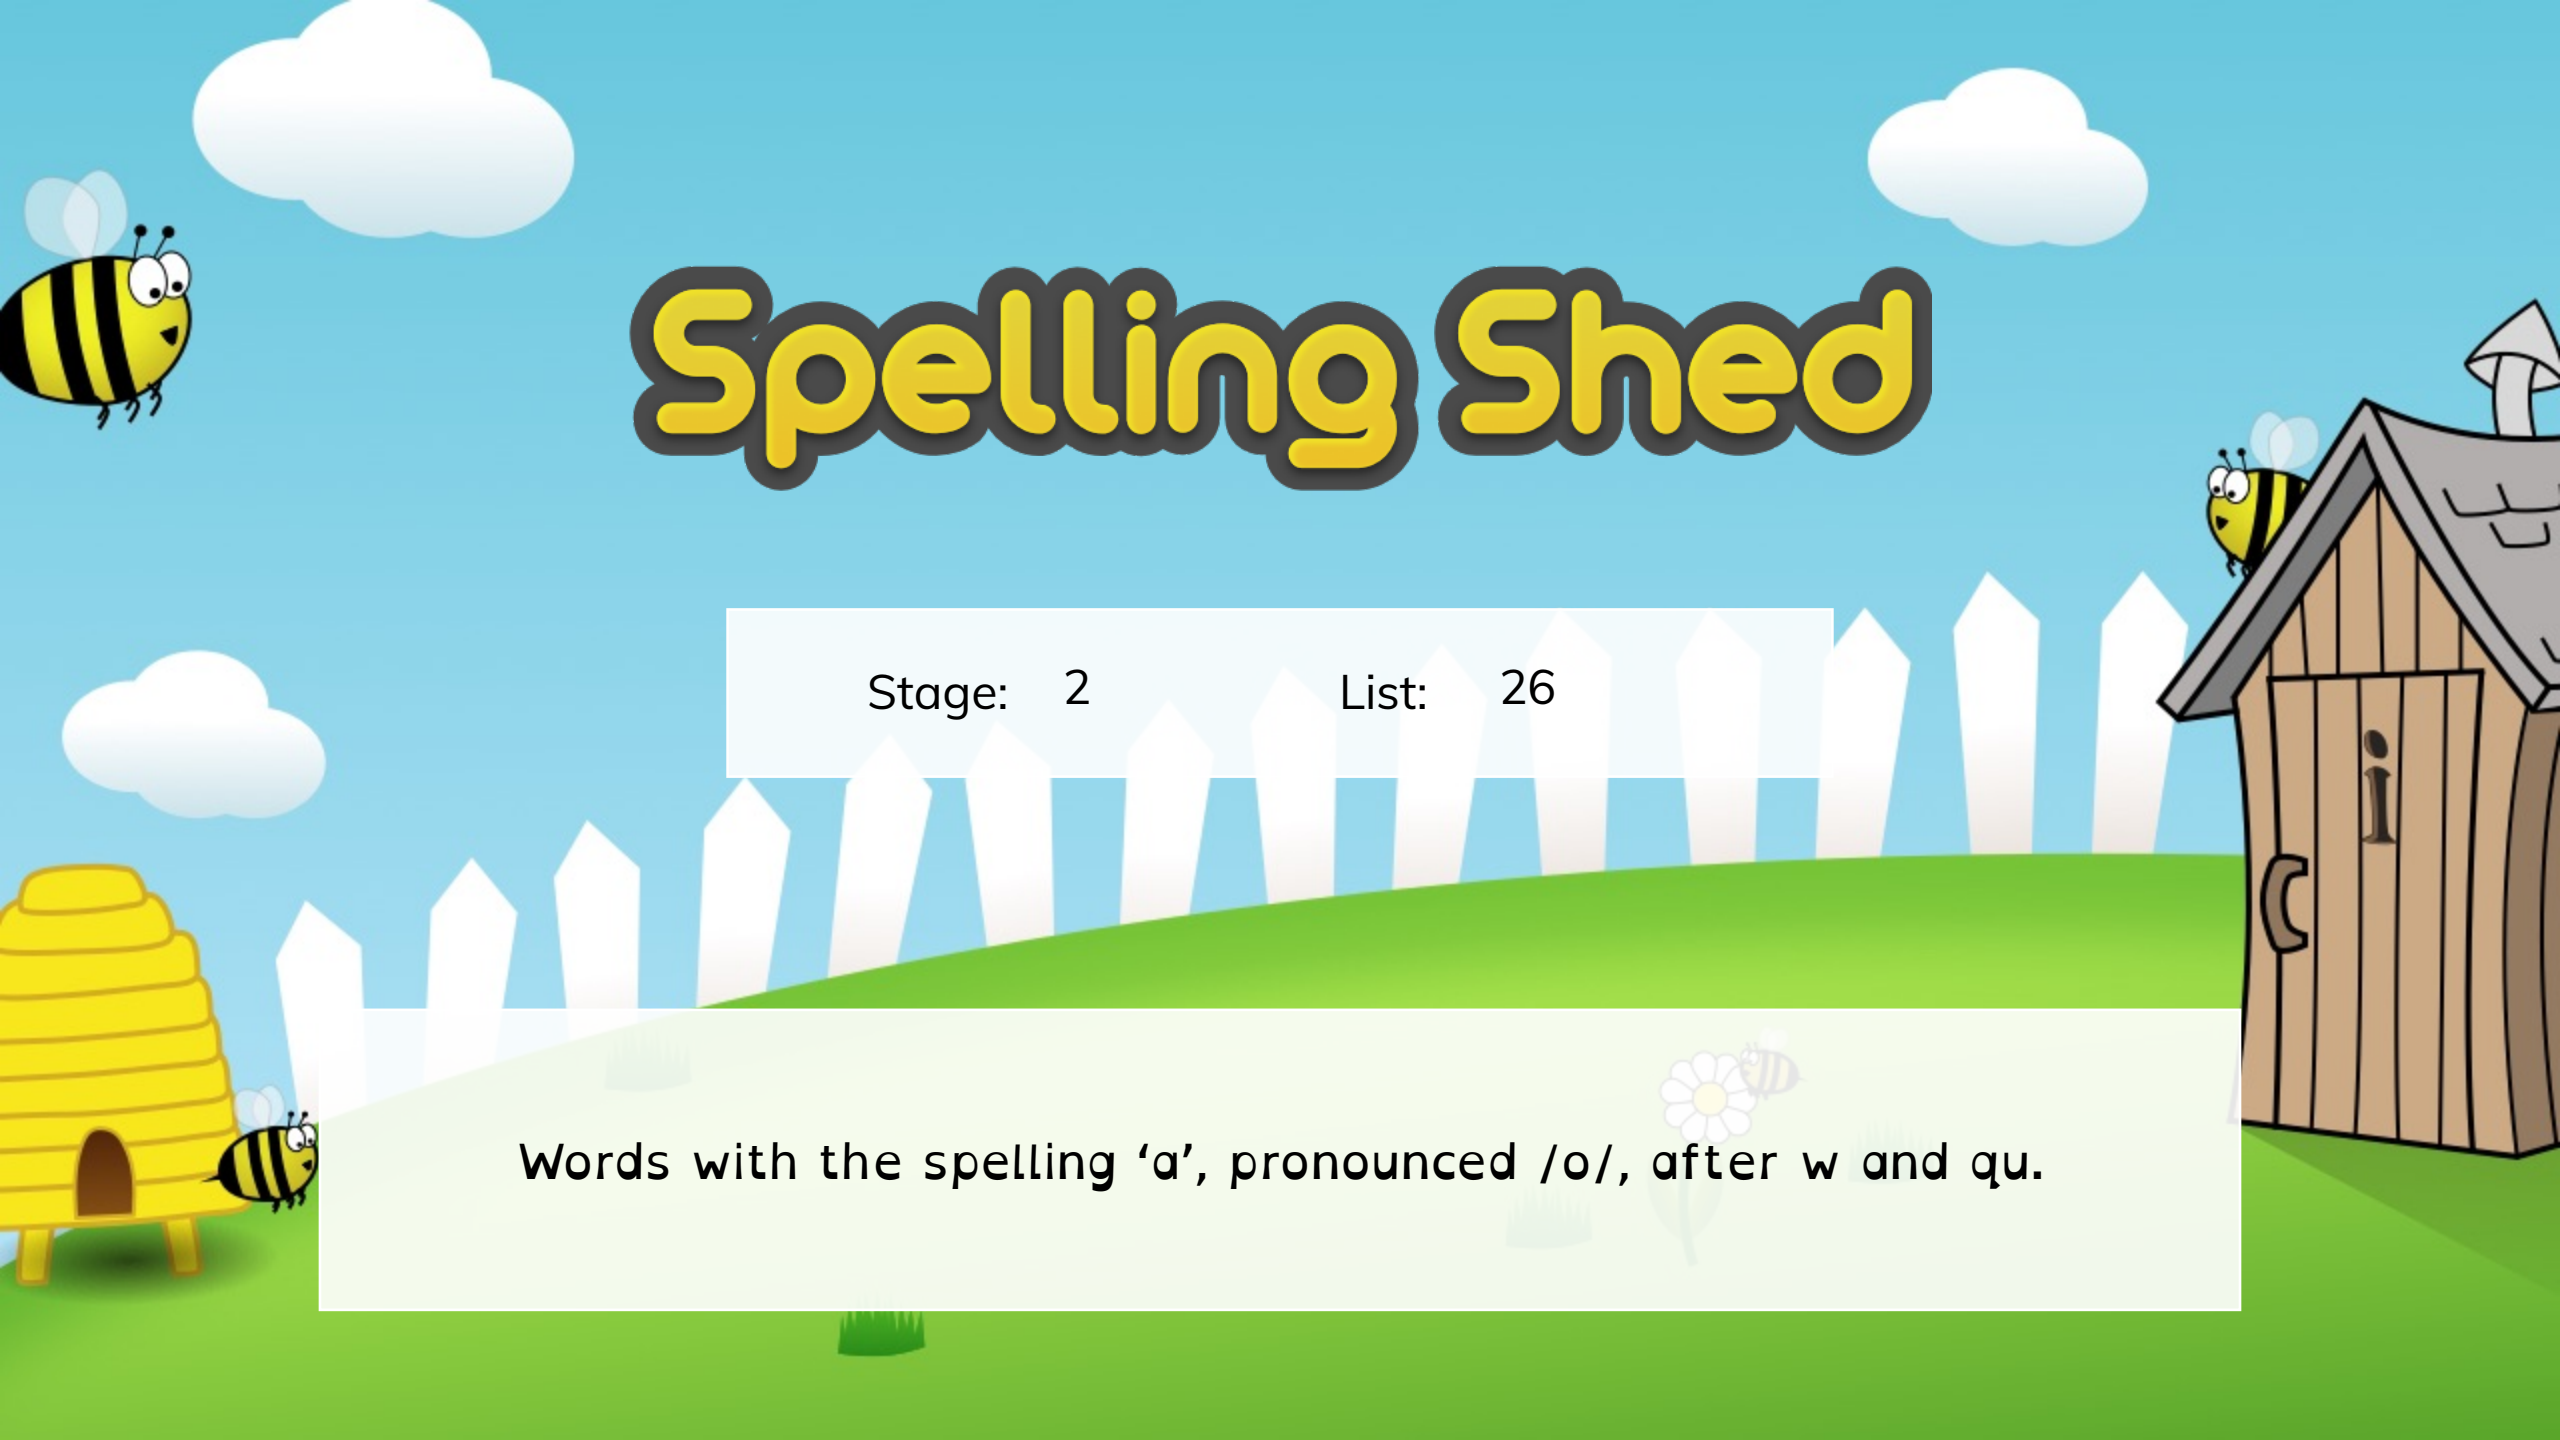 Spelling Shed
Stage: 2 List: 26
i
Words with the spelling ‘a’, pronounced /o/, after w and qu.